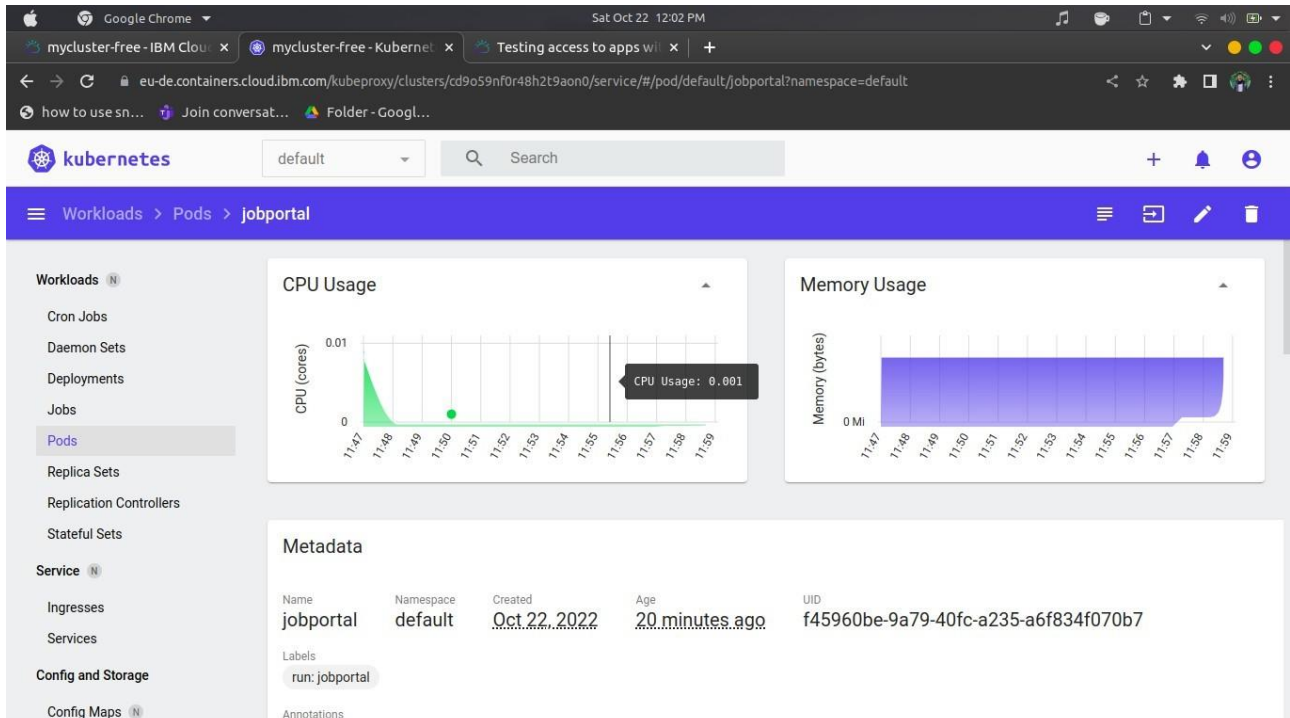 Google Chrome
Sat Oct 22 12:02 PM
mycluster-free - IBM Clou
mycluster-free - Kubernet
Testing access to apps wi
eu-de.containers.cloud.ibm.com/kubeproxy/clusters/cd9o59nf0r48h2t9aon0/service/#/pod/default/jobportal?namespace=default
how to use sn...
Join conversat...
Folder - Googl...
kubernetes
default
Search
Workloads > Pods > jobportal
Workloads N
Cron Jobs
Daemon Sets
Deployments
Jobs
Pods
Replica Sets
Replication Controllers
Stateful Sets
Service N
Ingresses
Services
Config and Storage
Config Maps N
CPU Usage
CPU (cores)
0.01
0
CPU Usage: 0.001
11:47 11:48 11:49 11:50 11:51 11:52 11:53 11:54 11:55 11:56 11:57 11:58 11:59
Memory Usage
Memory (bytes)
0 Mi
11:47 11:48 11:49 11:50 11:51 11:52 11:53 11:54 11:55 11:56 11:57 11:58 11:59
Metadata
Name
jobportal
Namespace
default
Created
Oct 22, 2022
Age
20 minutes ago
UID
f45960be-9a79-40fc-a235-a6f834f070b7
Labels
run: jobportal
Annotations